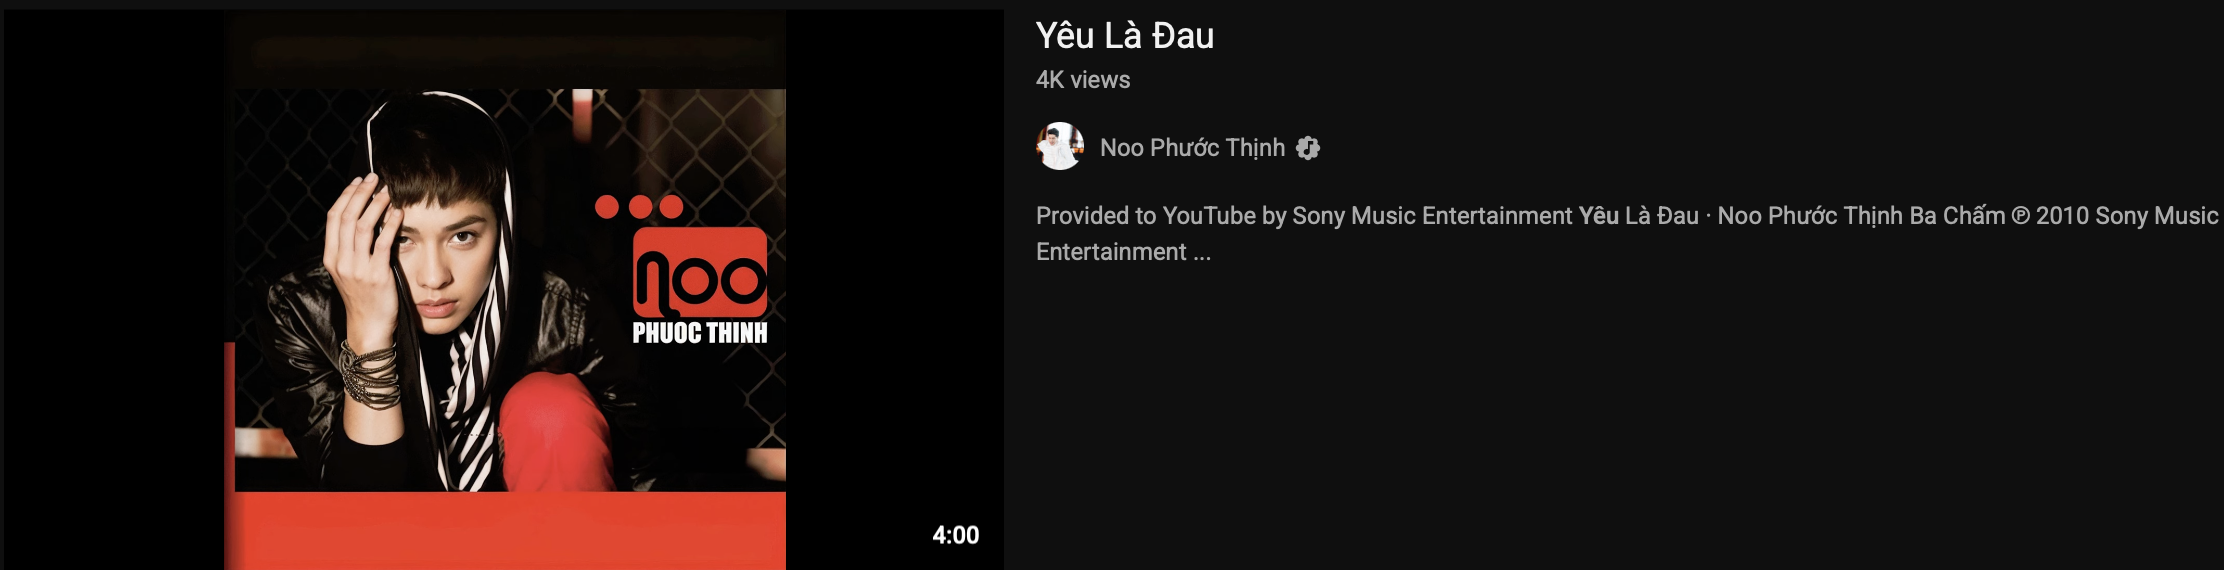 noo
PHUOC THINH
4:00
Yêu Là Đau
4K views
Noo Phước Thịnh
Provided to YouTube by Sony Music Entertainment Yêu Là Đau · Noo Phước Thịnh Ba Chấm ℗ 2010 Sony Music
Entertainment ...